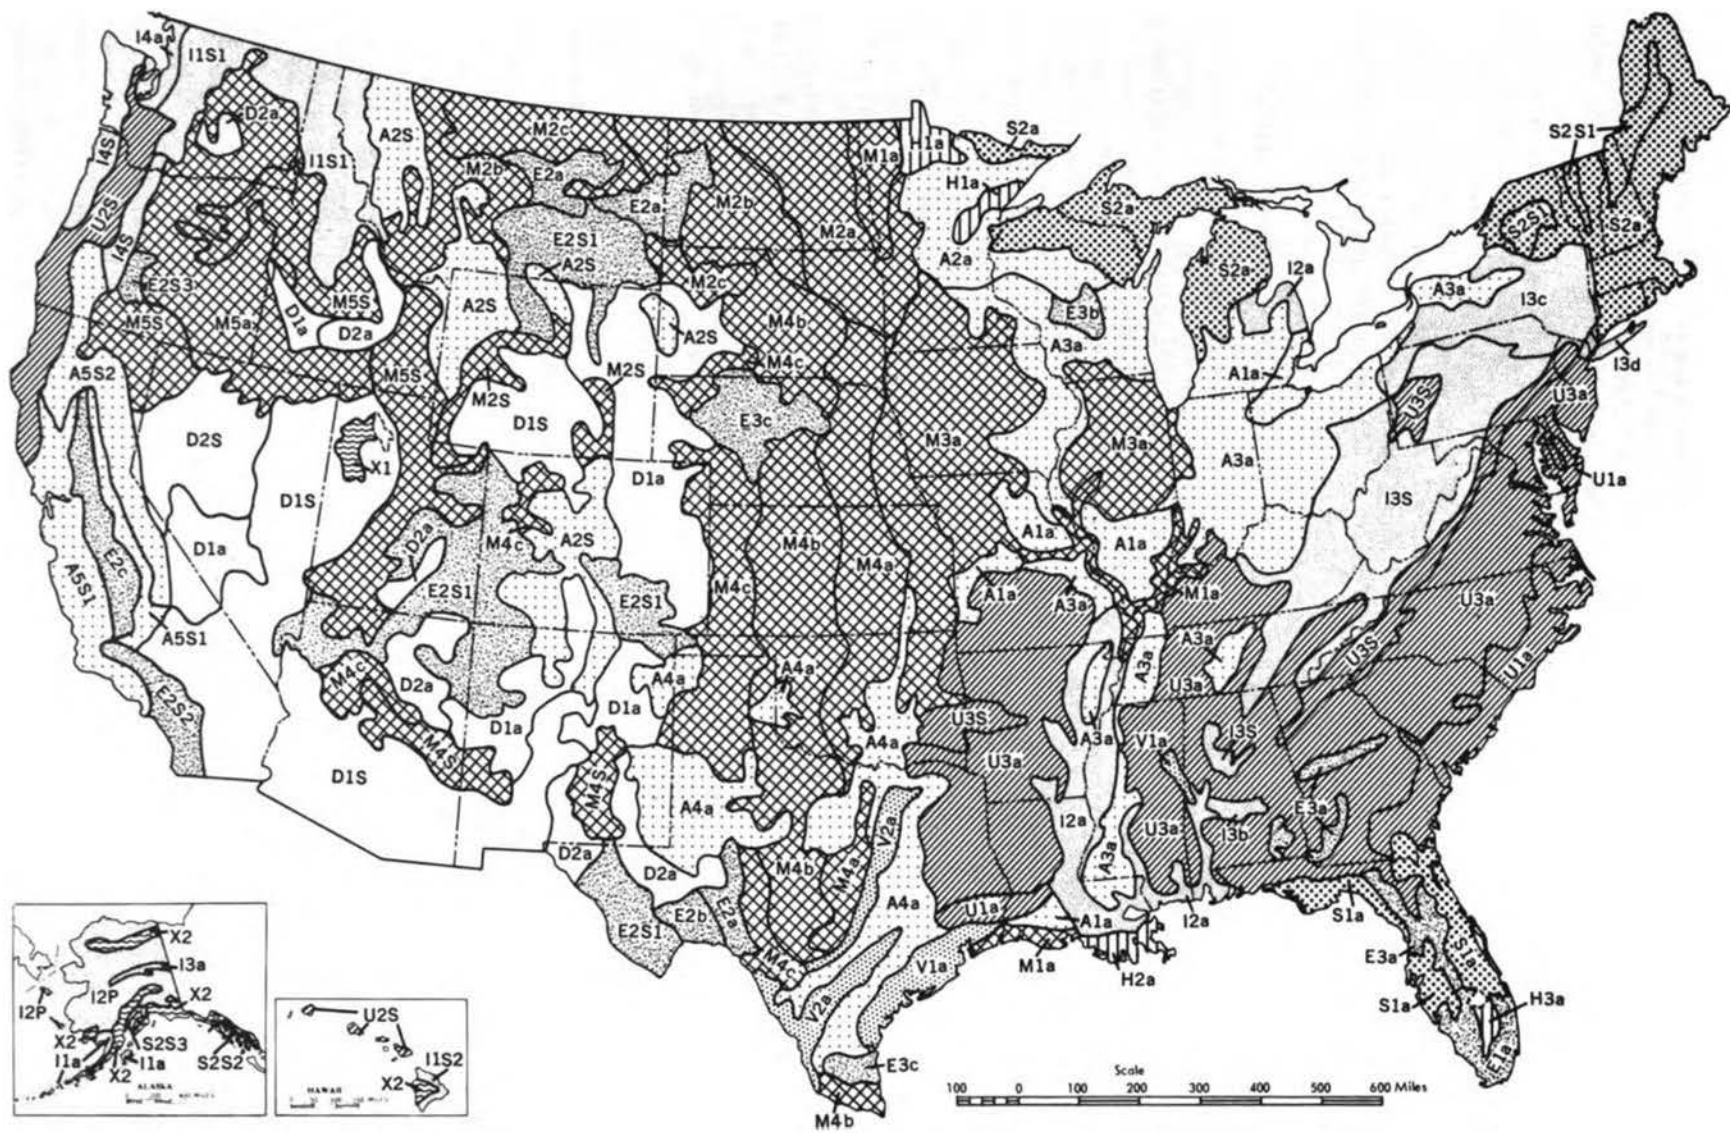 I4a
I1S1
D2a
A2S
M2c
M1a
H1a
S2a
S2S1
I4S
I1S1
M2b
E2a
H1a
E2a
M2b
S2a
S2S1
S2a
U2S
I4S
E2S1
M2a
A2S
A2a
S2a
I2a
A3a
I3c
E2S3
M2c
A2S
M5S
D1a
M5S
M5a
D2a
M4b
A2S
E3b
A3a
M4c
I3d
A5S2
M5S
M2S
A1a
M2S
U3S
U3a
D2S
D1S
E3c
M3a
M3a
X1
D1a
A3a
U1a
D1S
I3S
D2a
A1a
A1a
M4c
A2S
M4b
D1a
E2c
M4a
A5S1
E2S1
E2S1
M4c
A1a
A3a
M1a
U3a
A5S1
A3a
U3S
U1a
M4c
A4a
A4a
A3a
U3a
E2S2
D2a
D1a
D1a
U3S
A3a
V1a
I3S
M4S
A4a
D1S
M4S
U3a
A4a
I2a
E3a
V2a
U3a
I3b
D2a
D2a
M4b
M4a
A3a
E2b
E2a
A4a
U1a
A1a
I2a
S1a
E2S1
M4c
V1a
M1a
H2a
E3a
S1a
V2a
S1a
H3a
E3c
E1a
M4b
X2
I3a
I2P
X2
I2P
X2
S2S3
I1a
I1a
S2S2
X2
ALASKA
U2S
I1S2
X2
HAWAII
Scale
100 0 100 200 300 400 500 600 Miles